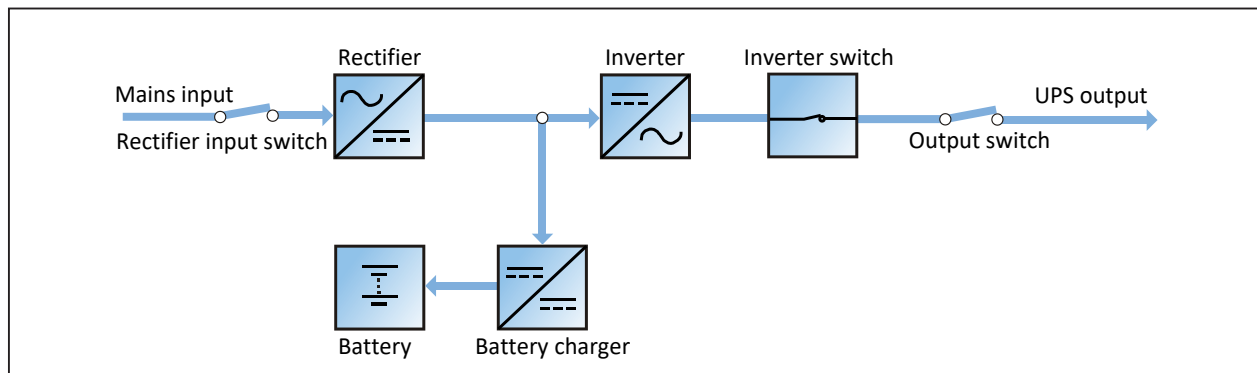 Rectifier
Inverter
Inverter switch
Mains input
UPS output
Rectifier input switch
Output switch
Battery
Battery charger